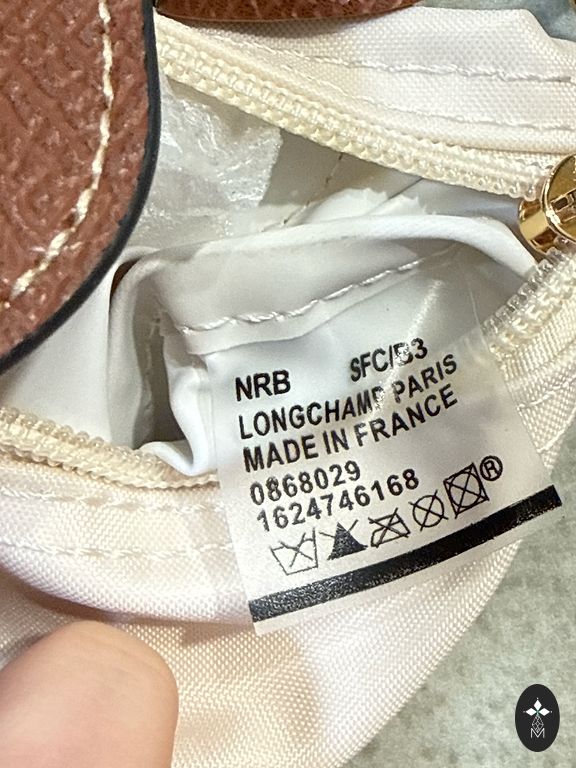 NRB SFC/B3
LONGCHAMP PARIS
MADE IN FRANCE
0868029
1624746168
®
M